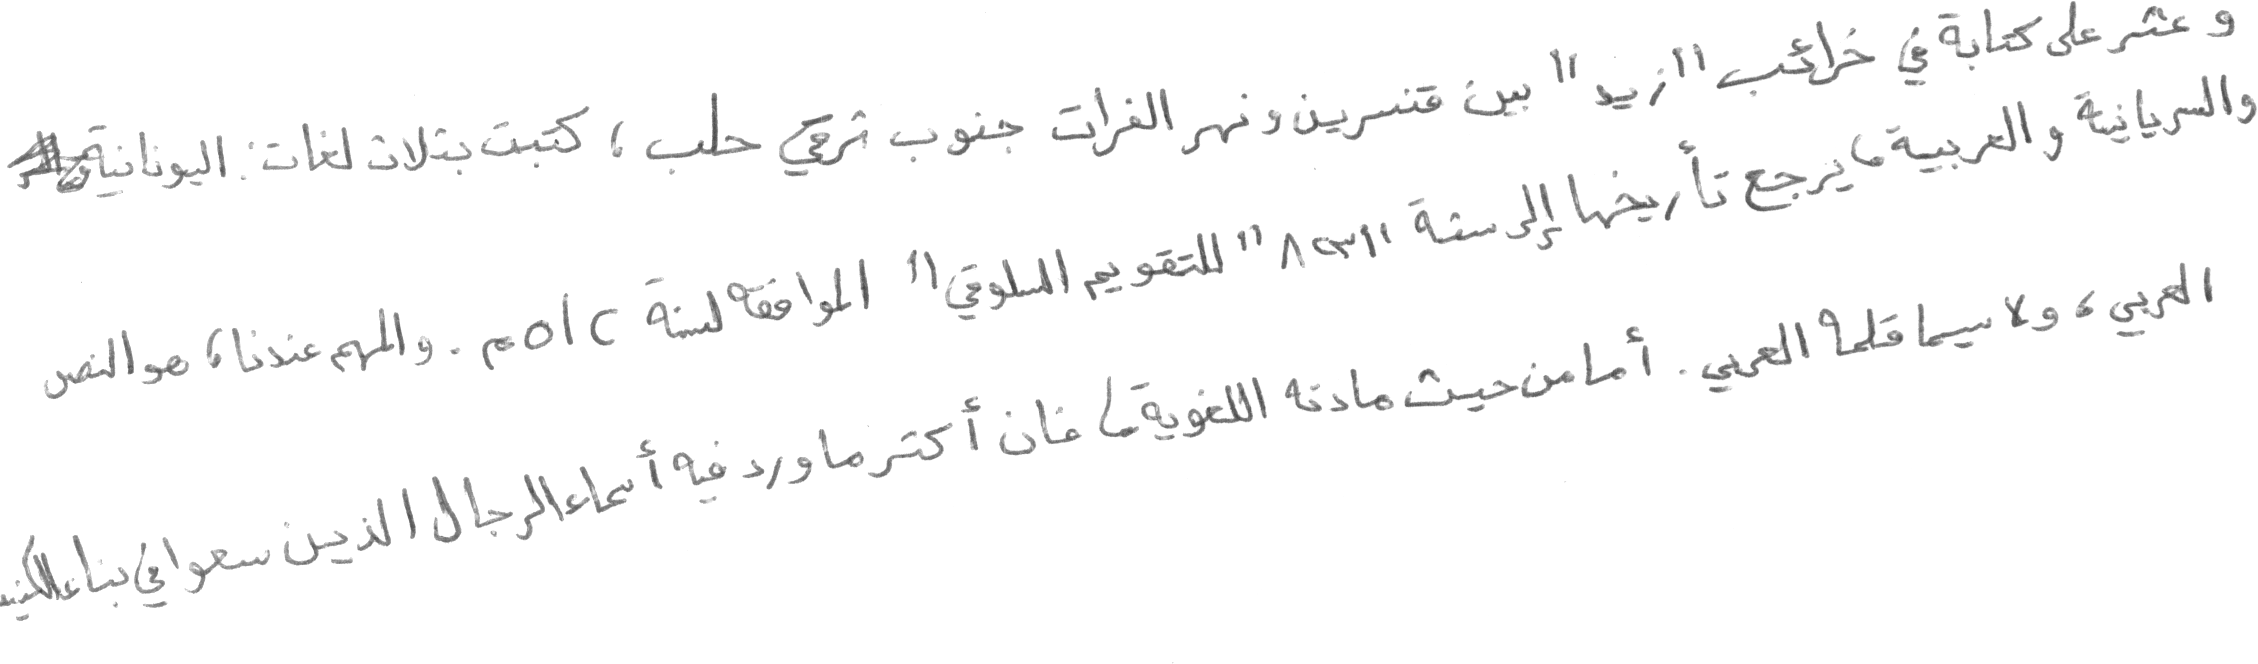 و عثر على كتابة في خرائب "زيد" بين قنسرين ونهر الفرات جنوب شرقي حلب ، كتبت بثلاث لغات: اليونانية
والسريانية والعربية، يرجع تأريخها إلى سنة "٨٢٣" للتقويم السلوقي" الموافقة لسنة ٥١٢م. والمهم عندنا، هو النص
العربي، ولا سيما قلمه العربي. أما من حيث مادته اللغوية، فان أكثر ما ورد فيه أسماء الرجال الذين سعوا في بناء